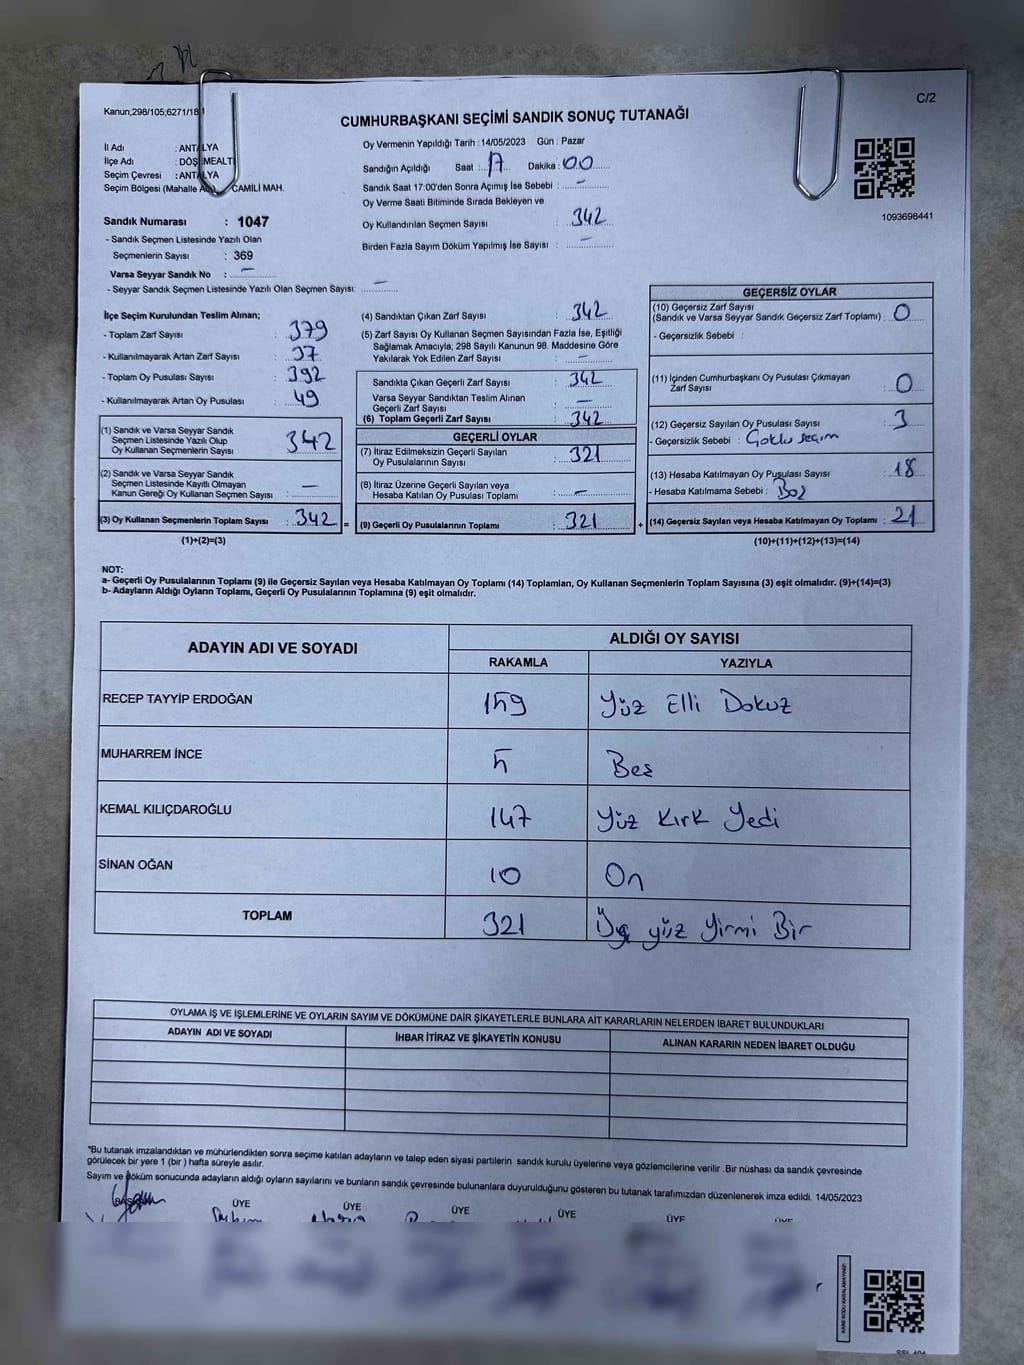 C/2
Kanun;298/105;6271/18
CUMHURBAŞKANI SEÇİMİ SANDIK SONUÇ TUTANAĞI
İl Adı : ANTALYA
İlçe Adı : DÖŞEMEALTI
Seçim Çevresi : ANTALYA
Seçim Bölgesi (Mahalle CAMİLİ MAH.
Oy Vermenin Yapıldığı Tarih : 14/05/2023 Gün : Pazar
Sandığın Açıldığı Saat : 17 Dakika : 00
Sandık Saat 17:00'den Sonra Açımış İse Sebebi : -
Oy Verme Saati Bitiminde Sırada Bekleyen ve
Oy Kullandırılan Seçmen Sayısı : 342
Birden Fazla Sayım Döküm Yapılmış İse Sayısı : -
1093698441
Sandık Numarası : 1047
- Sandık Seçmen Listesinde Yazılı Olan
Seçmenlerin Sayısı : 369
Varsa Seyyar Sandık No : -
- Seyyar Sandık Seçmen Listesinde Yazılı Olan Seçmen Sayısı: -
İlçe Seçim Kurulundan Teslim Alınan;
- Toplam Zarf Sayısı : 379
- Kullanılmayarak Artan Zarf Sayısı : 37
- Toplam Oy Pusulası Sayısı : 392
- Kullanılmayarak Artan Oy Pusulası : 49
(1) Sandık ve Varsa Seyyar Sandık
Seçmen Listesinde Yazılı Olup
Oy Kullanan Seçmenlerin Sayısı : 342
(2) Sandık ve Varsa Seyyar Sandık
Seçmen Listesinde Kayıtlı Olmayan
Kanun Gereği Oy Kullanan Seçmen Sayısı : -
(3) Oy Kullanan Seçmenlerin Toplam Sayısı : 342 =
(1)+(2)=(3)
(4) Sandıktan Çıkan Zarf Sayısı : 342
(5) Zarf Sayısı Oy Kullanan Seçmen Sayısından Fazla İse, Eşitliği
Sağlamak Amacıyla, 298 Sayılı Kanunun 98. Maddesine Göre
Yakılarak Yok Edilen Zarf Sayısı : -
Sandıkta Çıkan Geçerli Zarf Sayısı : 342
Varsa Seyyar Sandıktan Teslim Alınan
Geçerli Zarf Sayısı : -
(6) Toplam Geçerli Zarf Sayısı : 342
GEÇERLİ OYLAR
(7) İtiraz Edilmeksizin Geçerli Sayılan
Oy Pusulalarının Sayısı : 321
(8) İtiraz Üzerine Geçerli Sayılan veya
Hesaba Katılan Oy Pusulası Toplamı : -
(9) Geçerli Oy Pusulalarının Toplamı : 321 +
GEÇERSİZ OYLAR
(10) Geçersiz Zarf Sayısı
(Sandık ve Varsa Seyyar Sandık Geçersiz Zarf Toplamı) : 0
- Geçersizlik Sebebi
(11) İçinden Cumhurbaşkanı Oy Pusulası Çıkmayan
Zarf Sayısı : 0
(12) Geçersiz Sayılan Oy Pusulası Sayısı : 3
- Geçersizlik Sebebi : Çoklu seçim
(13) Hesaba Katılmayan Oy Pusulası Sayısı : 18
- Hesaba Katılmama Sebebi : Boş
(14) Geçersiz Sayılan veya Hesaba Katılmayan Oy Toplamı : 21
(10)+(11)+(12)+(13)=(14)
NOT:
a- Geçerli Oy Pusulalarının Toplamı (9) ile Geçersiz Sayılan veya Hesaba Katılmayan Oy Toplamı (14) Toplamları, Oy Kullanan Seçmenlerin Toplam Sayısına (3) eşit olmalıdır. (9)+(14)=(3)
b- Adayların Aldığı Oyların Toplamı, Geçerli Oy Pusulalarının Toplamına (9) eşit olmalıdır.
ADAYIN ADI VE SOYADI
ALDIĞI OY SAYISI
RAKAMLA YAZIYLA
RECEP TAYYİP ERDOĞAN 159 Yüz Elli Dokuz
MUHARREM İNCE 5 Beş
KEMAL KILIÇDAROĞLU 147 Yüz Kırk Yedi
SİNAN OĞAN 10 On
TOPLAM 321 Üç yüz Yirmi Bir
OYLAMA İŞ VE İŞLEMLERİNE VE OYLARIN SAYIM VE DÖKÜMÜNE DAİR ŞİKAYETLERLE BUNLARA AİT KARARLARIN NELERDEN İBARET BULUNDUKLARI
ADAYIN ADI VE SOYADI İHBAR İTİRAZ VE ŞİKAYETİN KONUSU ALINAN KARARIN NEDEN İBARET OLDUĞU
*Bu tutanak imzalandıktan ve mühürlendikten sonra seçime katılan adayların ve talep eden siyasi partilerin sandık kurulu üyelerine veya gözlemcilerine verilir .Bir nüshası da sandık çevresinde
görülecek bir yere 1 (bir ) hafta süreyle asılır.
Sayım ve döküm sonucunda adayların aldığı oyların sayılarını ve bunların sandık çevresinde bulunanlara duyurulduğunu gösteren bu tutanak tarafımızdan düzenlenerek imza edildi. 14/05/2023
BAŞKAN ÜYE ÜYE ÜYE ÜYE ÜYE ÜYE
KARE KODU KARALAMAYINIZ!